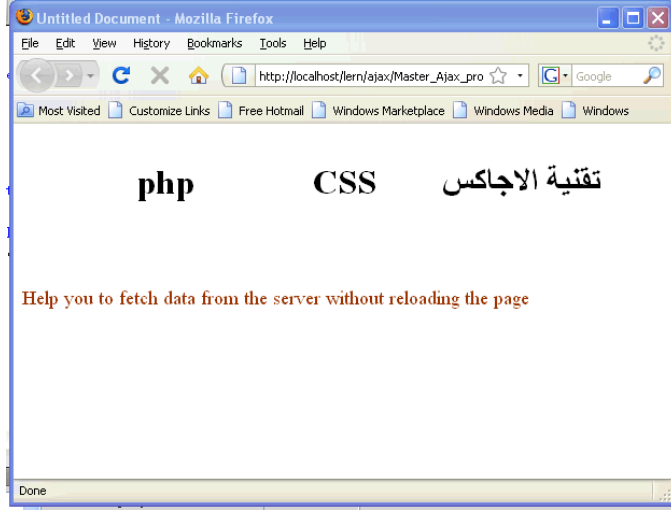 Untitled Document - Mozilla Firefox
File Edit View History Bookmarks Tools Help
http://localhost/lern/ajax/Master_Ajax_pro G Google
Most Visited Customize Links Free Hotmail Windows Marketplace Windows Media Windows
php CSS تقنية الاجاكس
Help you to fetch data from the server without reloading the page
Done